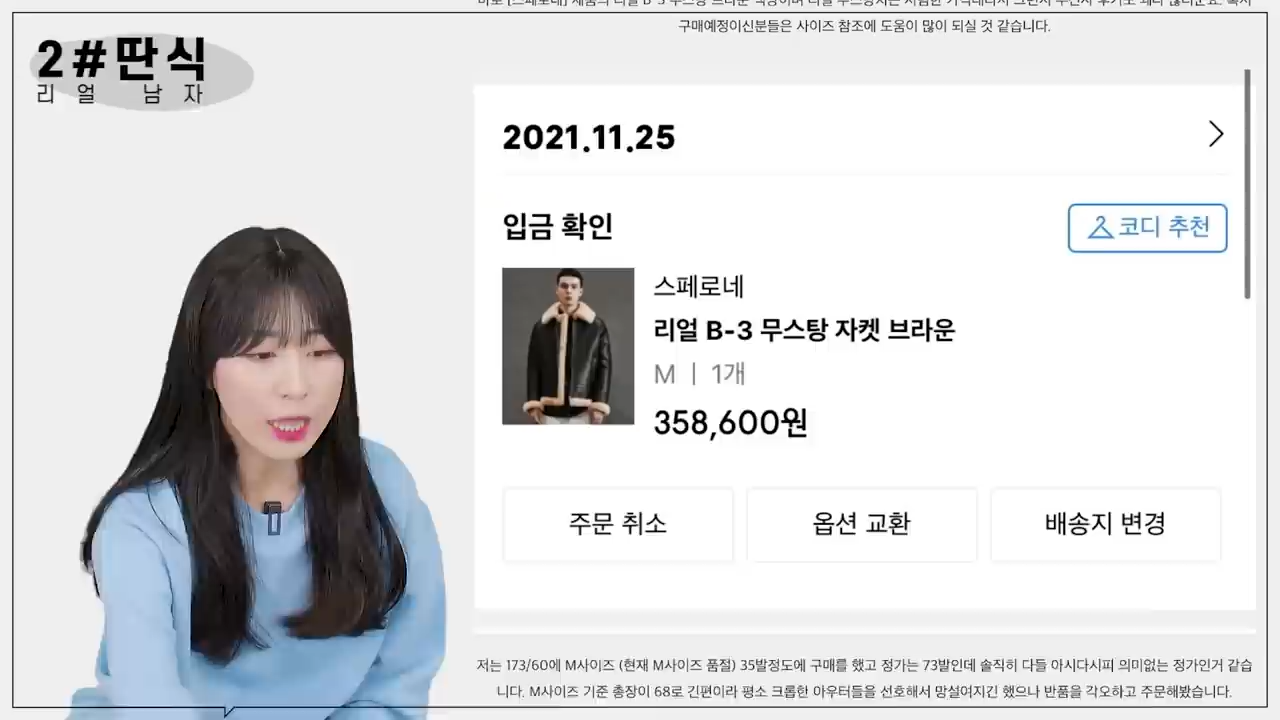 2#딴식
리얼 남자
구매예정이신분들은 사이즈 참조에 도움이 많이 되실 것 같습니다.
2021.11.25
입금 확인
코디 추천
스페로네
리얼 B-3 무스탕 자켓 브라운
M | 1개
358,600원
주문 취소
옵션 교환
배송지 변경
저는 173/60에 M사이즈 (현재 M사이즈 품절) 35발정도에 구매를 했고 정가는 73발인데 솔직히 다들 아시다시피 의미없는 정가인거 같습
니다. M사이즈 기준 총장이 68로 긴편이라 평소 크롭한 아우터들을 선호해서 망설여지긴 했으나 반품을 각오하고 주문해봤습니다.